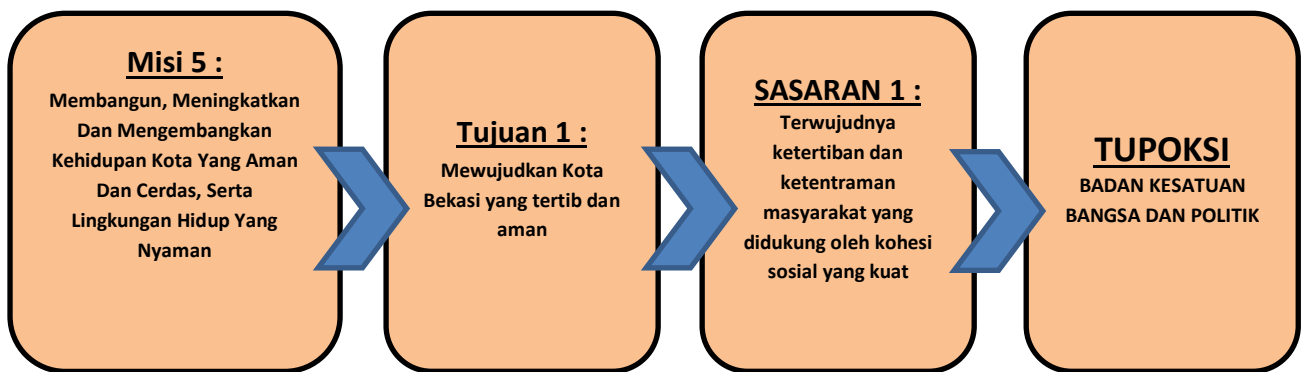 Misi 5 :
Membangun, Meningkatkan
Dan Mengembangkan
Kehidupan Kota Yang Aman
Dan Cerdas, Serta
Lingkungan Hidup Yang
Nyaman
Tujuan 1 :
Mewujudkan Kota
Bekasi yang tertib dan
aman
SASARAN 1 :
Terwujudnya
ketertiban dan
ketentraman
masyarakat yang
didukung oleh kohesi
sosial yang kuat
TUPOKSI
BADAN KESATUAN
BANGSA DAN POLITIK